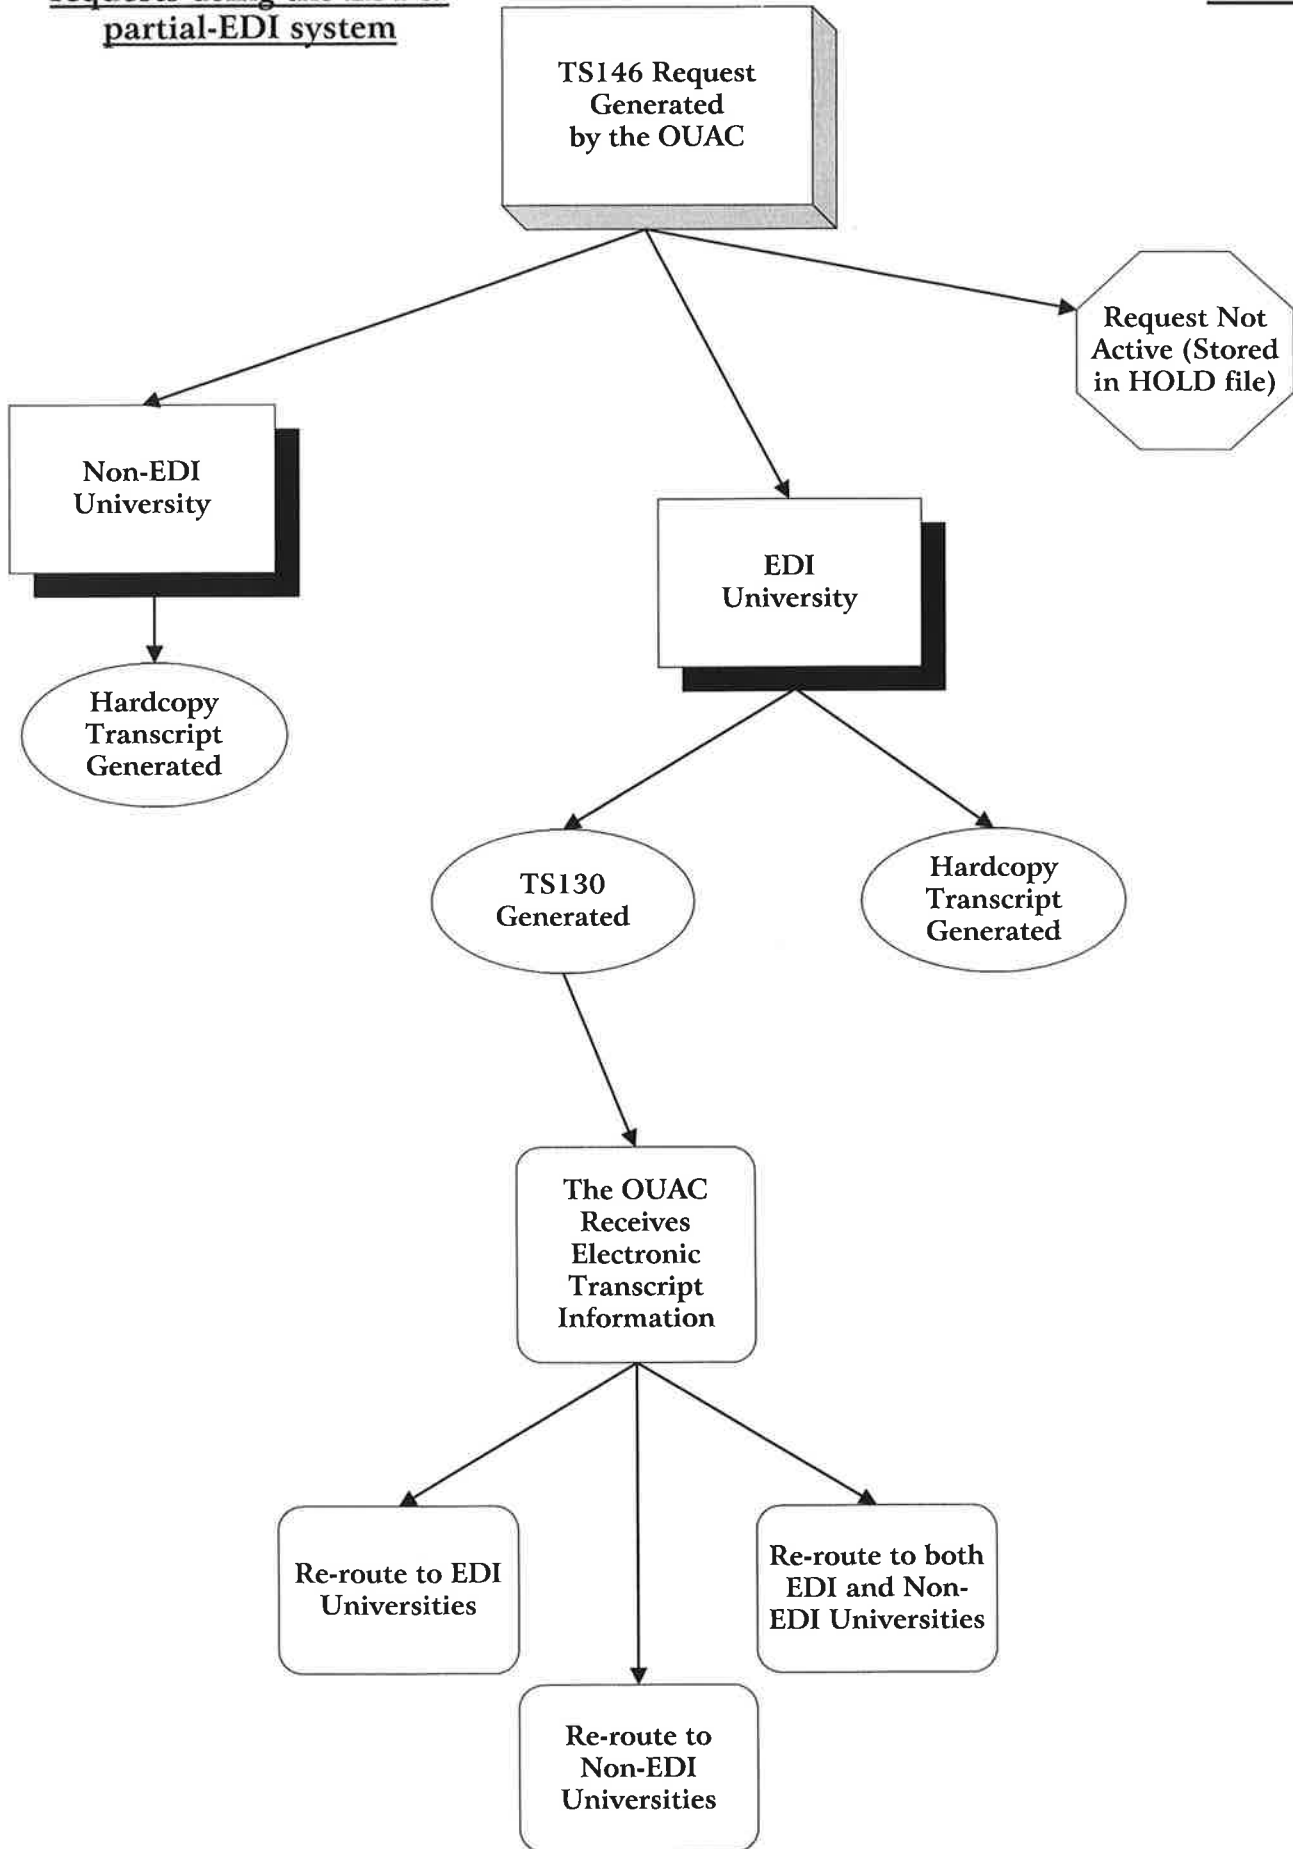 partial-EDI system
TS146 Request
Generated
by the OUAC
Request Not
Active (Stored
in HOLD file)
Non-EDI
University
EDI
University
Hardcopy
Transcript
Generated
TS130
Generated
Hardcopy
Transcript
Generated
The OUAC
Receives
Electronic
Transcript
Information
Re-route to EDI
Universities
Re-route to both
EDI and Non-
EDI Universities
Re-route to
Non-EDI
Universities